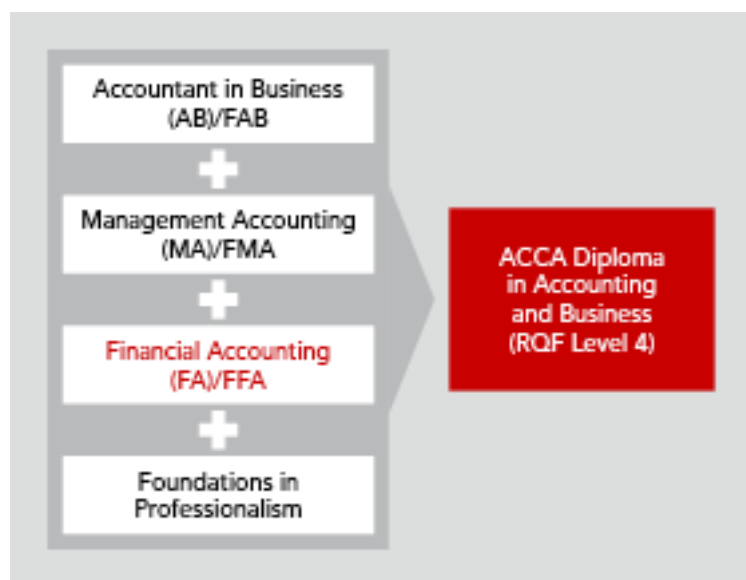 Accountant in Business
(AB)/FAB
Management Accounting
(MA)/FMA
Financial Accounting
(FA)/FFA
Foundations in
Professionalism
ACCA Diploma
in Accounting
and Business
(RQF Level 4)